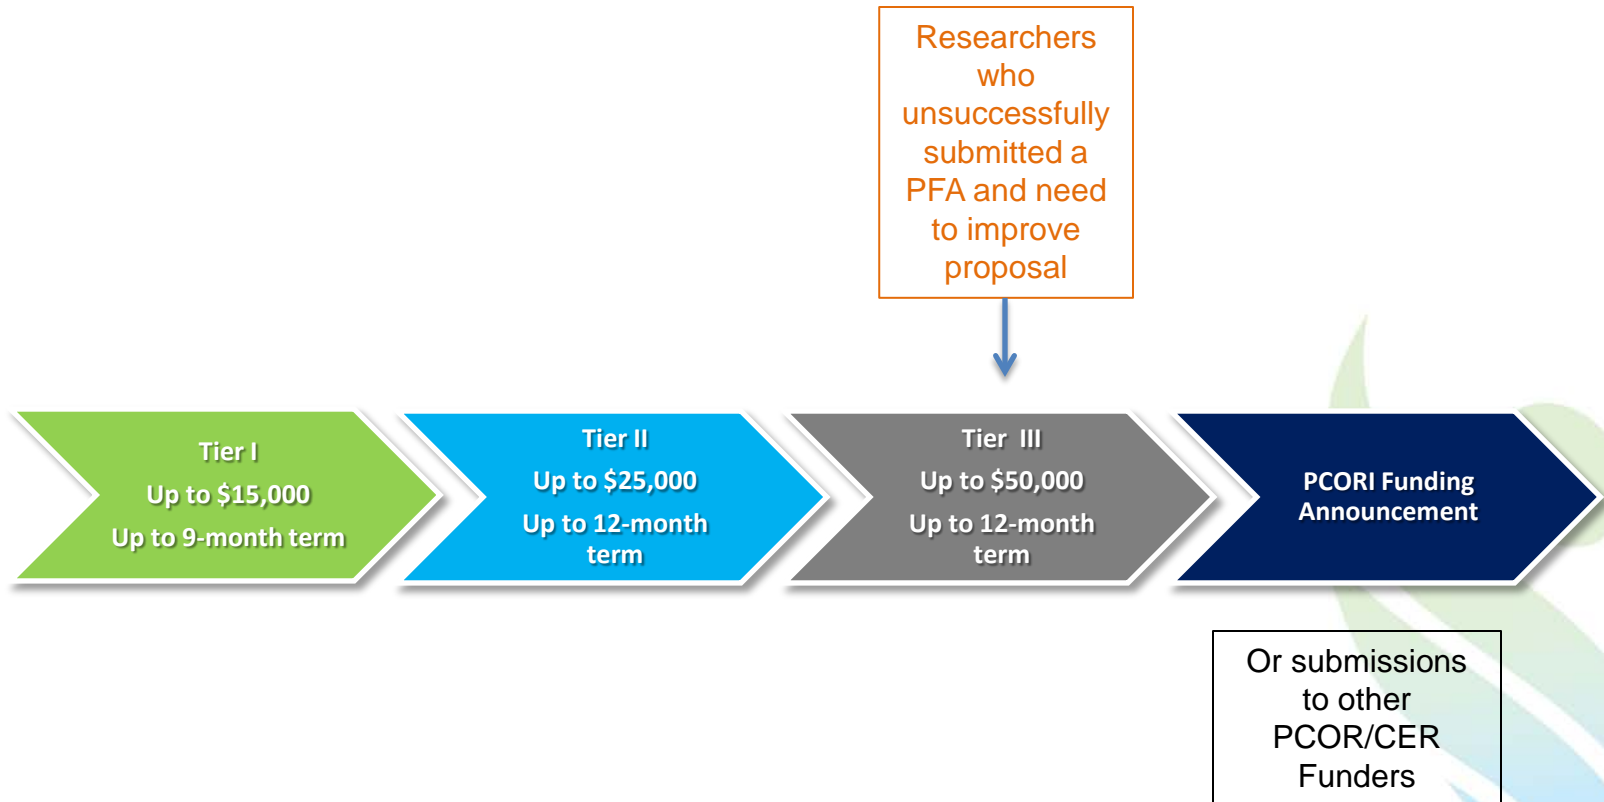 Researchers
who
unsuccessfully
submitted a
PFA and need
to improve
proposal
Tier I
Up to $15,000
Up to 9-month term
Tier II
Up to $25,000
Up to 12-month
term
Tier III
Up to $50,000
Up to 12-month
term
PCORI Funding
Announcement
Or submissions
to other
PCOR/CER
Funders